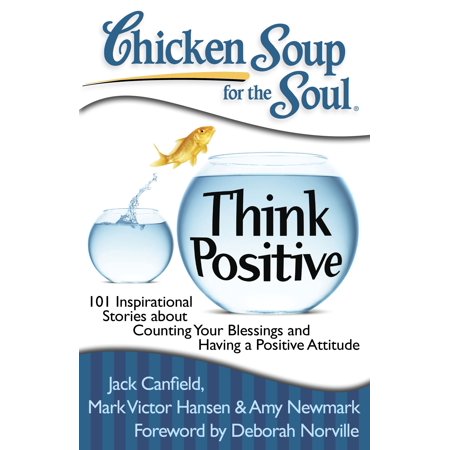 Chicken Soup
for the Soul®
Think
Positive
101 Inspirational
Stories about
Counting Your Blessings and
Having a Positive Attitude
Jack Canfield,
Mark Victor Hansen & Amy Newmark
Foreword by Deborah Norville